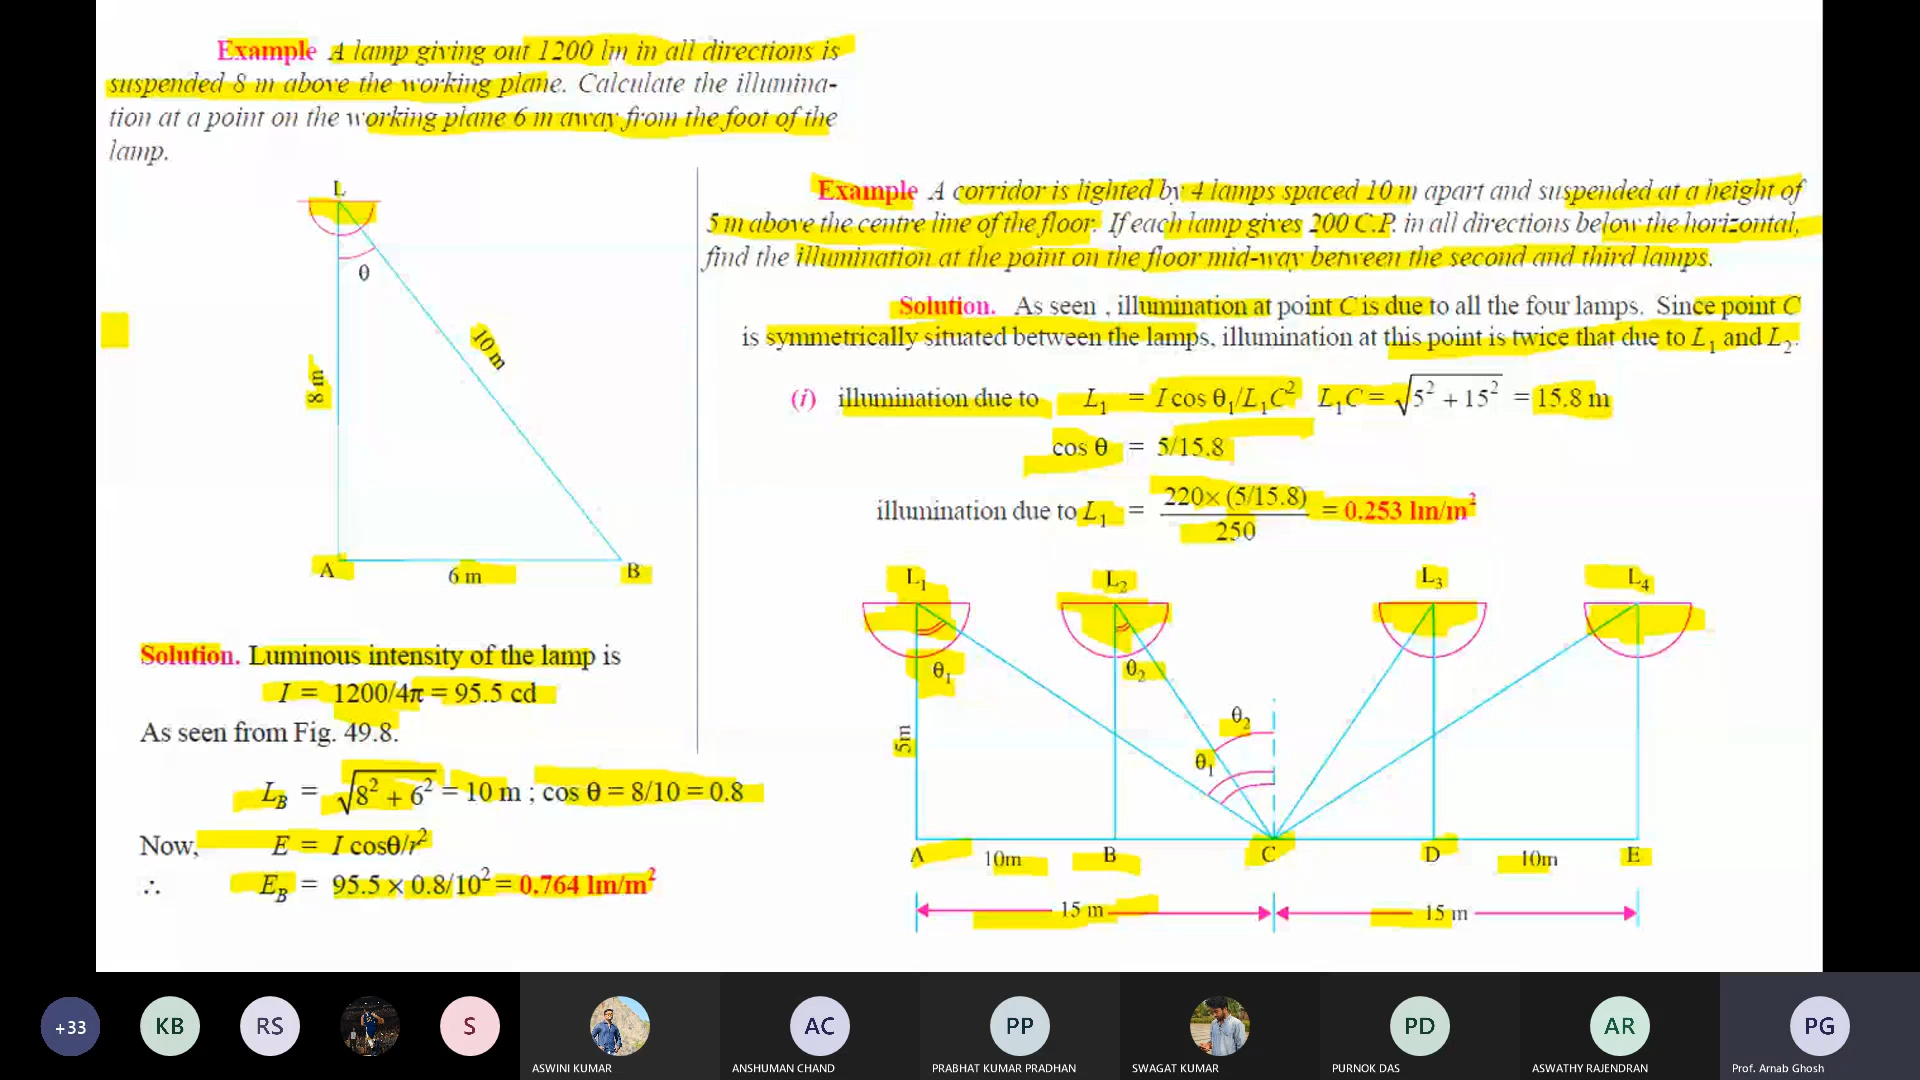 Example A lamp giving out 1200 lm in all directions is
suspended 8 m above the working plane. Calculate the illumina-
tion at a point on the working plane 6 m away from the foot of the
lamp.
L
θ
10 m
8 m
A
6 m
B
Solution. Luminous intensity of the lamp is
I = 1200/4π = 95.5 cd
As seen from Fig. 49.8.
L_B = √(8² + 6²) = 10 m ; cos θ = 8/10 = 0.8
Now, E = I cosθ/r²
∴ E_B = 95.5 × 0.8/10² = 0.764 lm/m²
Example A corridor is lighted by 4 lamps spaced 10 m apart and suspended at a height of
5 m above the centre line of the floor. If each lamp gives 200 C.P. in all directions below the horizontal,
find the illumination at the point on the floor mid-way between the second and third lamps.
Solution. As seen , illumination at point C is due to all the four lamps. Since point C
is symmetrically situated between the lamps, illumination at this point is twice that due to L₁ and L₂.
(i) illumination due to L₁ = I cos θ₁/L₁C² L₁C = √(5² + 15²) = 15.8 m
cos θ = 5/15.8
illumination due to L₁ = 220× (5/15.8) / 250 = 0.253 lm/m²
L₁ L₂ L₃ L₄
θ₁ θ₂
θ₂
5m
θ₁
A 10m B C D 10m E
15 m 15 m
+33
KB
RS
S
AC
PP
PD
AR
PG
ASWINI KUMAR
ANSHUMAN CHAND
PRABHAT KUMAR PRADHAN
SWAGAT KUMAR
PURNOK DAS
ASWATHY RAJENDRAN
Prof. Arnab Ghosh